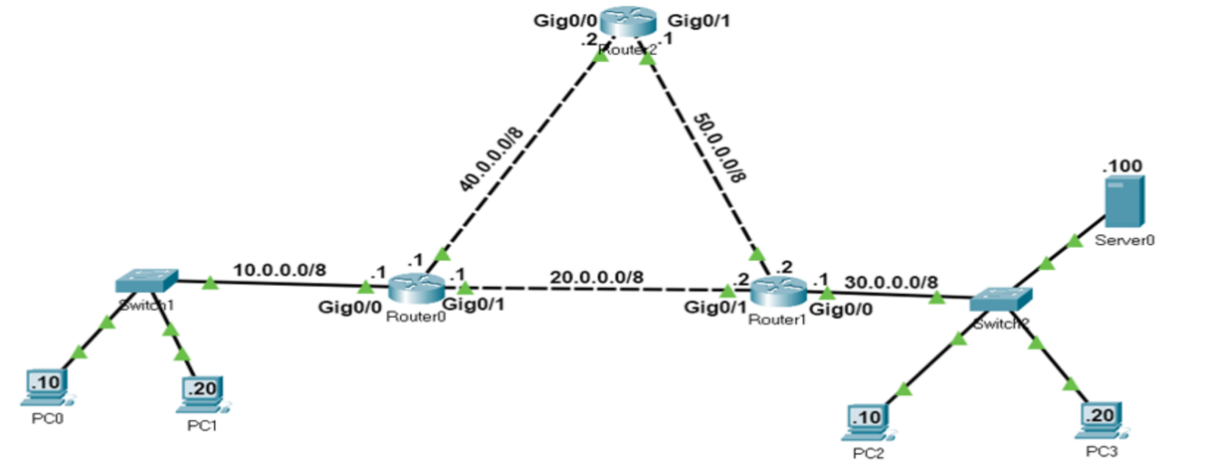 Gig0/0
Gig0/1
.2
.1
Router2
40.0.0.0/8
50.0.0.0/8
.100
Server0
10.0.0.0/8
.1
.1
.1
20.0.0.0/8
.2
.2
.1
30.0.0.0/8
Switch1
Gig0/0
Router0
Gig0/1
Gig0/1
Router1
Gig0/0
Switch2
.10
PC0
.20
PC1
.10
PC2
.20
PC3